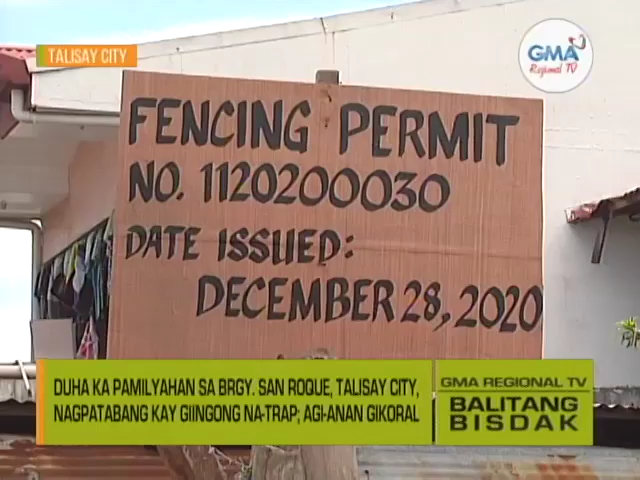 TALISAY CITY
GMA
Regional TV
FENCING PERMIT
NO. 1120200030
DATE ISSUED:
DECEMBER 28, 2020
DUHA KA PAMILYAHAN SA BRGY. SAN ROQUE, TALISAY CITY,
NAGPATABANG KAY GIINGONG NA-TRAP; AGI-ANAN GIKORAL
GMA REGIONAL TV
BALITANG
BISDAK